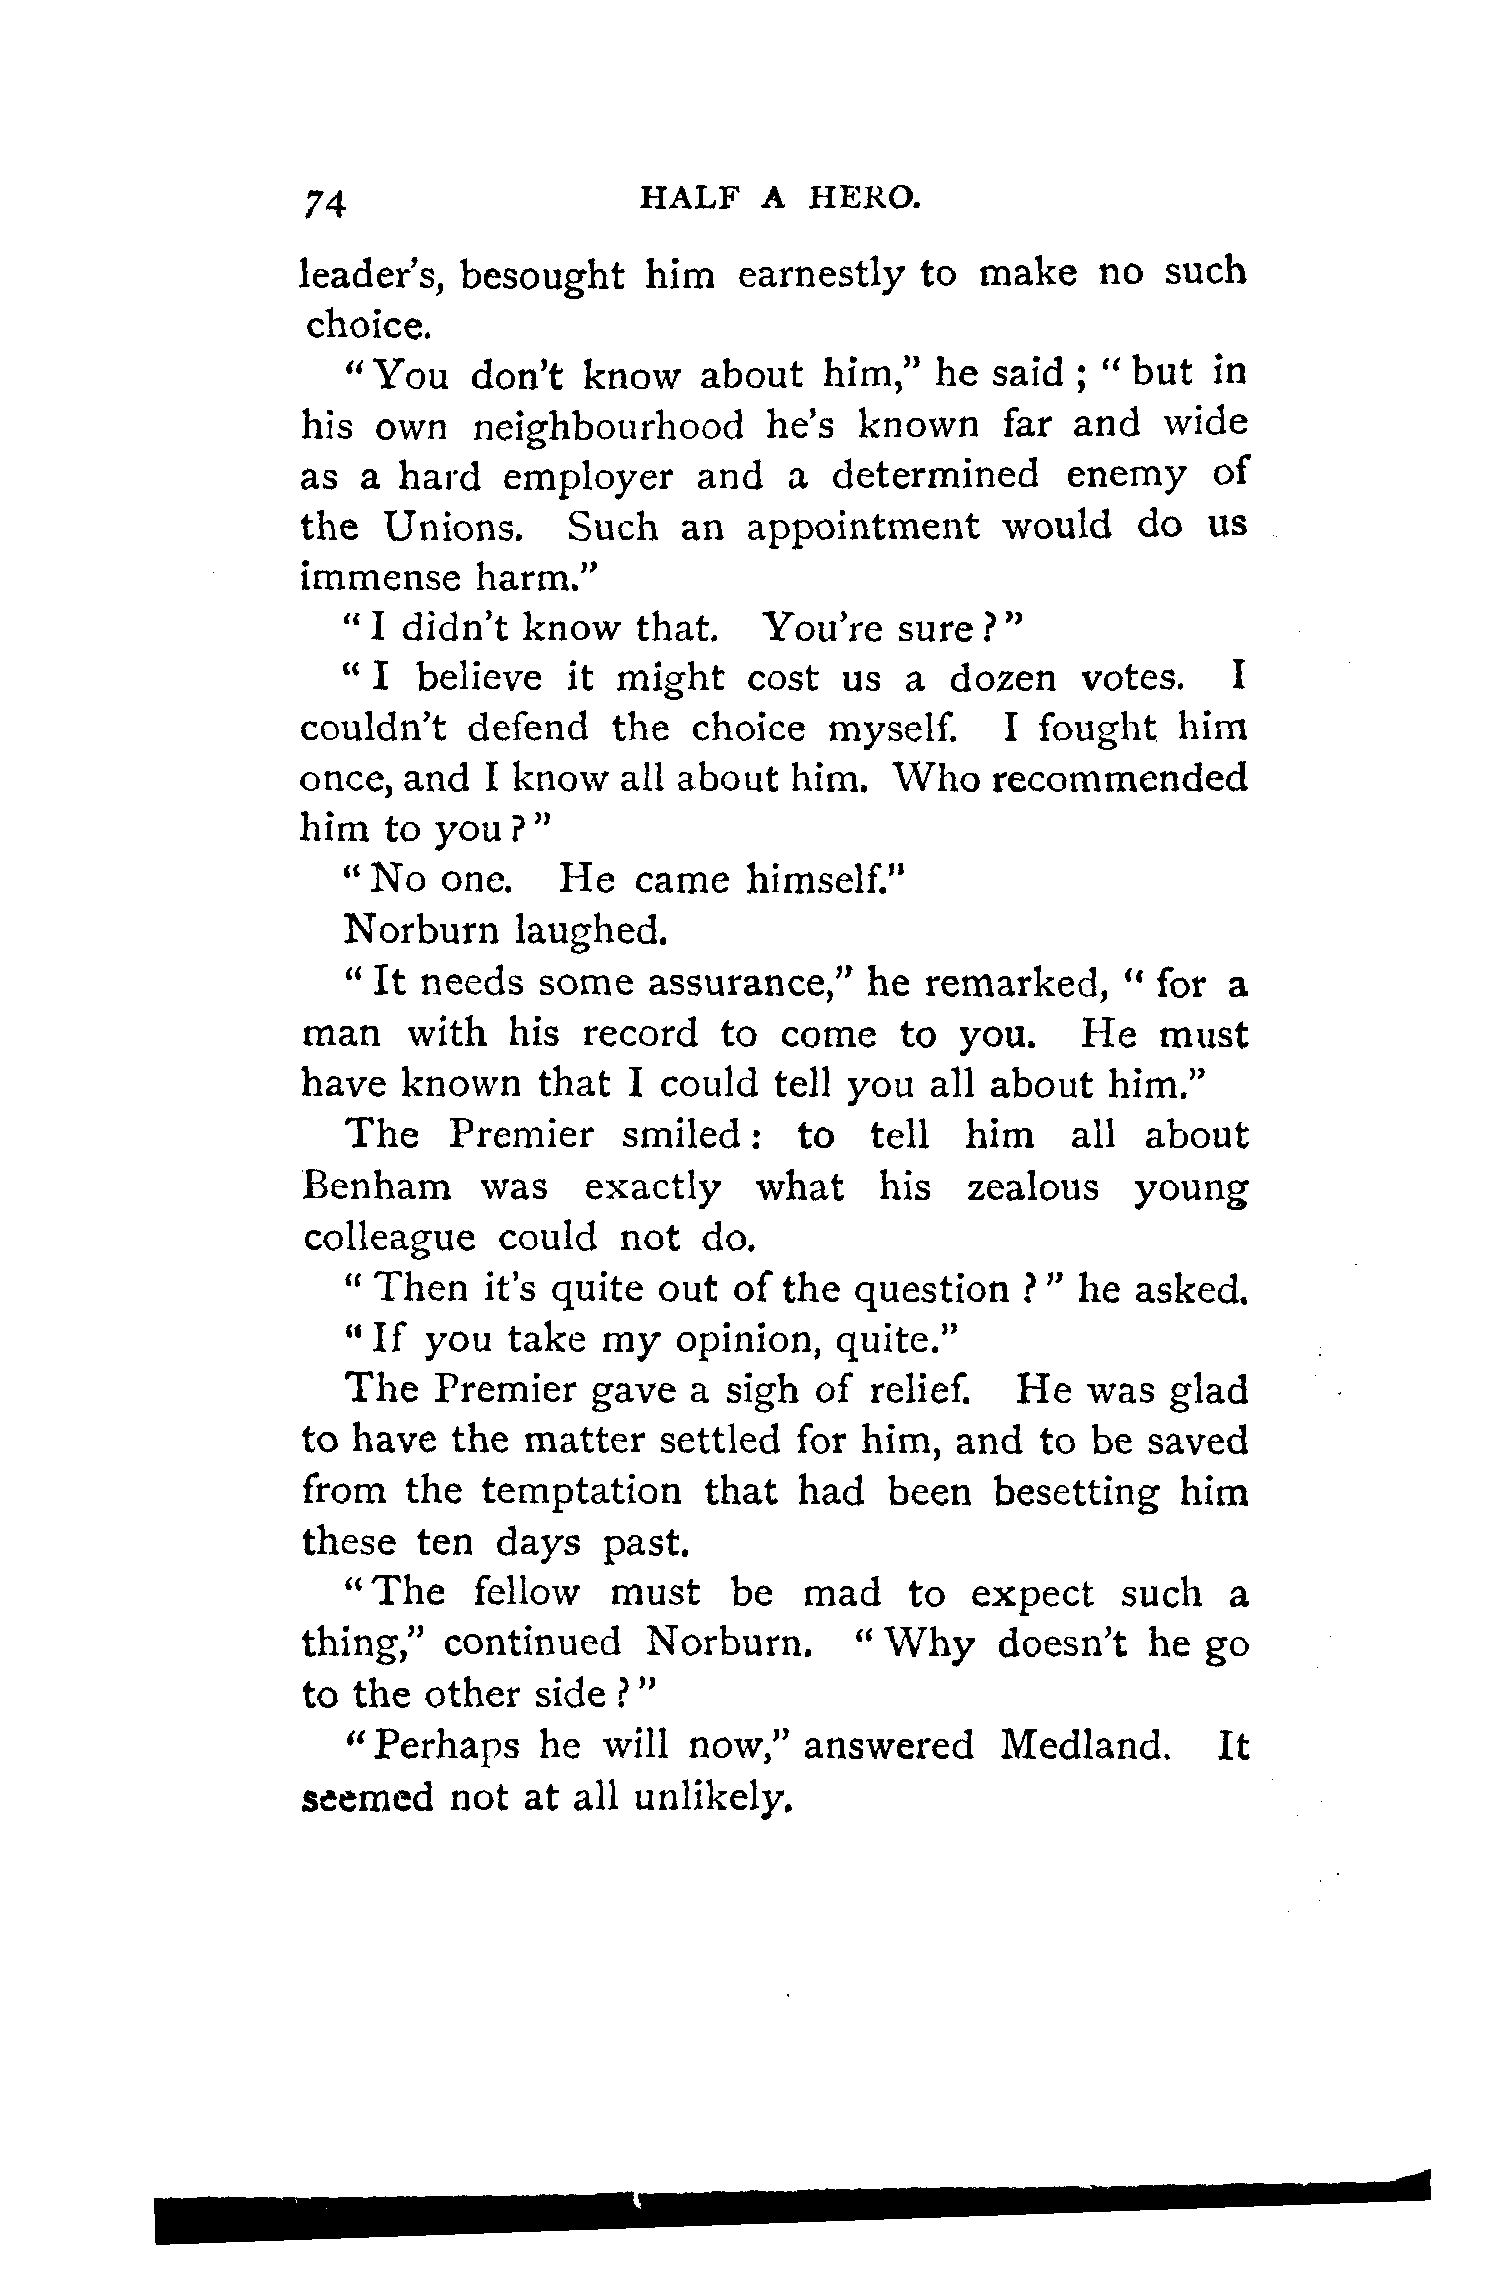 74 HALF A HERO.
leader's, besought him earnestly to make no such
choice.
"You don't know about him," he said ; "but in
his own neighbourhood he's known far and wide
as a hard employer and a determined enemy of
the Unions. Such an appointment would do us
immense harm."
"I didn't know that. You're sure ?"
"I believe it might cost us a dozen votes. I
couldn't defend the choice myself. I fought him
once, and I know all about him. Who recommended
him to you ?"
"No one. He came himself."
Norburn laughed.
"It needs some assurance," he remarked, "for a
man with his record to come to you. He must
have known that I could tell you all about him."
The Premier smiled : to tell him all about
Benham was exactly what his zealous young
colleague could not do.
"Then it's quite out of the question ?" he asked.
"If you take my opinion, quite."
The Premier gave a sigh of relief. He was glad
to have the matter settled for him, and to be saved
from the temptation that had been besetting him
these ten days past.
"The fellow must be mad to expect such a
thing," continued Norburn. "Why doesn't he go
to the other side ?"
"Perhaps he will now," answered Medland. It
seemed not at all unlikely.